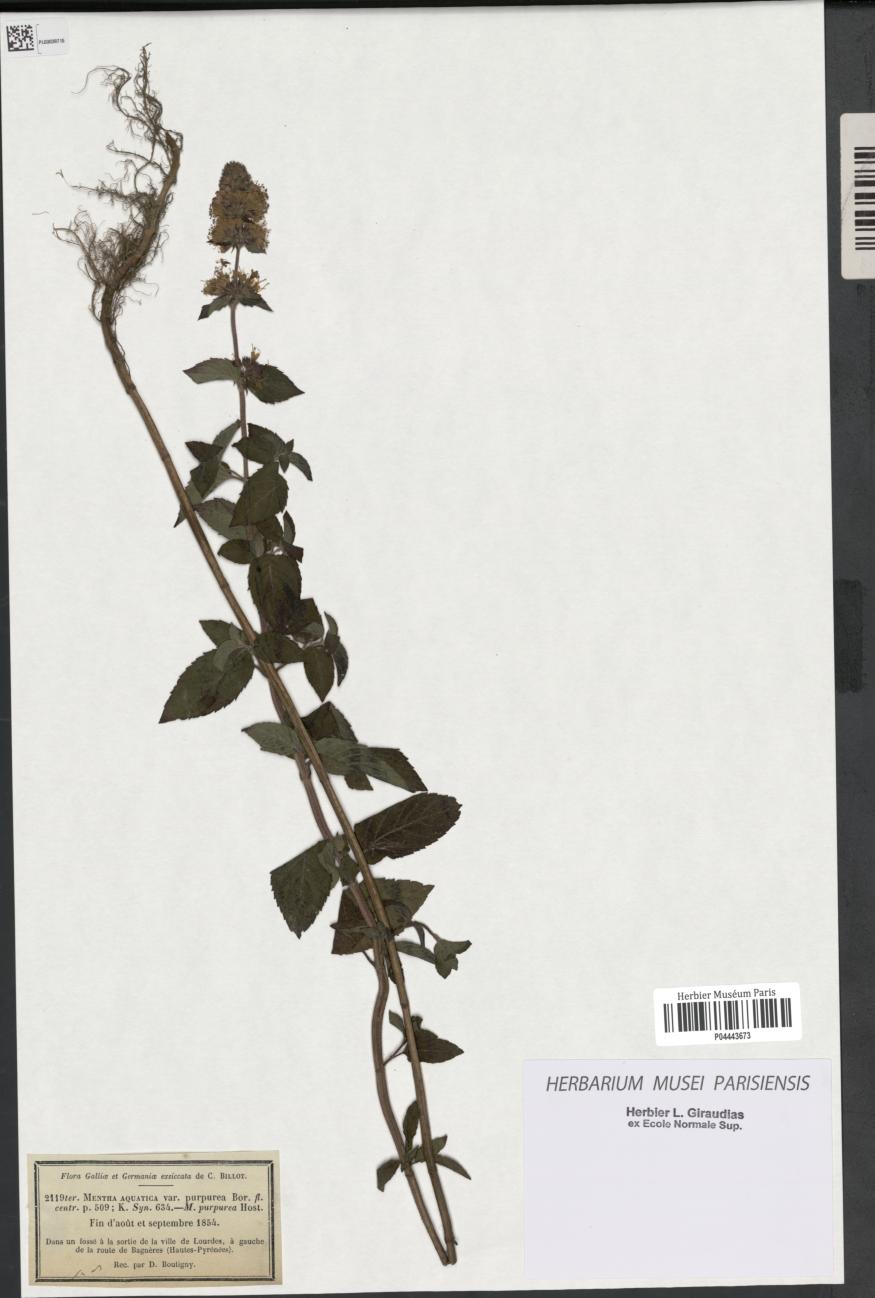 Herbier Muséum Paris
P04443673
HERBARIUM MUSEI PARISIENSIS
Herbier L. Giraudias
ex Ecole Normale Sup.
Flora Galliæ et Germaniæ exsiccata de C. BILLOT.
2119ter. MENTHA AQUATICA var. purpurea Bor. fl.
centr. p. 509; K. Syn. 634.—M. purpurea Host.
Fin d'août et septembre 1854.
Dans un fossé à la sortie de la ville de Lourdes, à gauche
de la route de Bagnères (Hautes-Pyrénées).
Rec. par D. Boutigny.